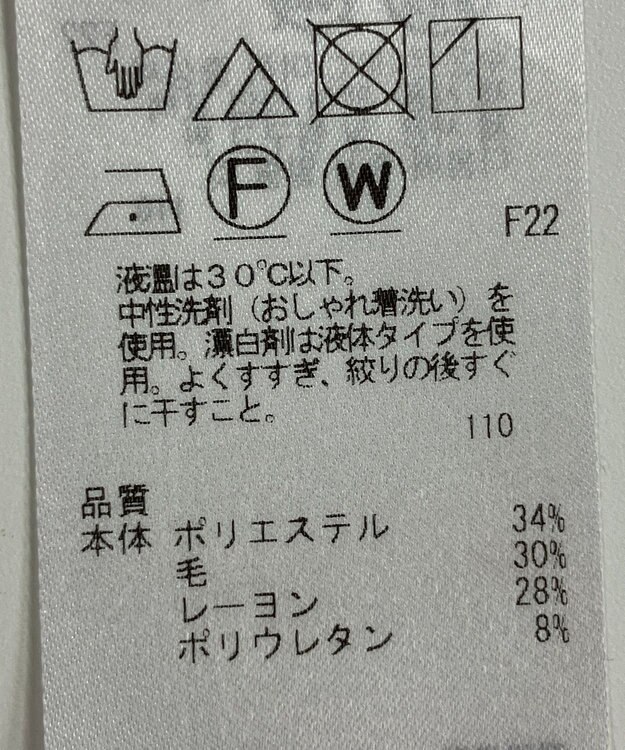 F W F22
液温は30℃以下。
中性洗剤（おしゃれ着洗い）を
使用。漂白剤は液体タイプを使
用。よくすすぎ、絞りの後すぐ
に干すこと。
110
品質
本体 ポリエステル 34%
毛 30%
レーヨン 28%
ポリウレタン 8%